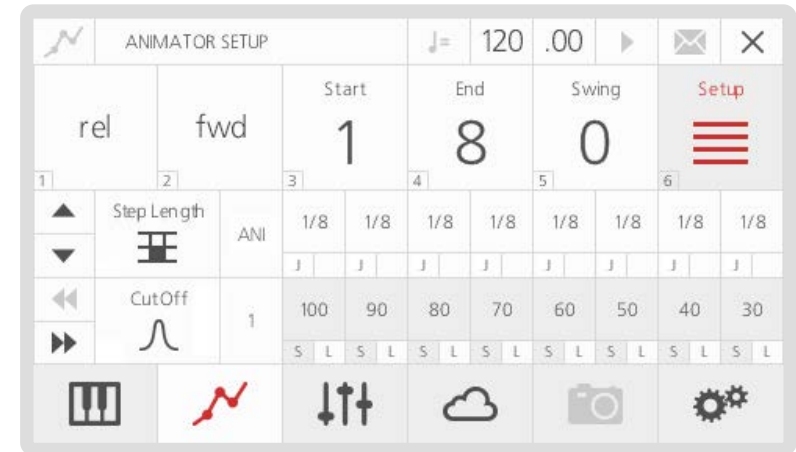 ANIMATOR SETUP ♩= 120 .00
rel fwd Start End Swing Setup
1 8 0
1 2 3 4 5 6
Step Length ANI 1/8 1/8 1/8 1/8 1/8 1/8 1/8 1/8
J J J J J J J J
CutOff 1 100 90 80 70 60 50 40 30
S L S L S L S L S L S L S L S L